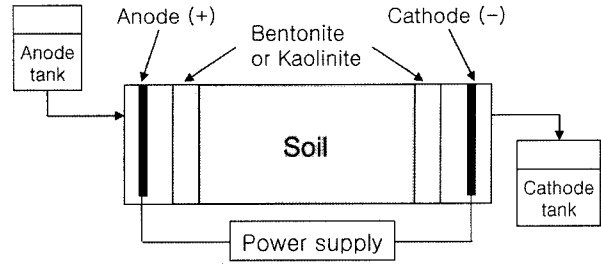 Anode (+)
Cathode (−)
Anode
tank
Bentonite
or Kaolinite
Soil
Cathode
tank
Power supply